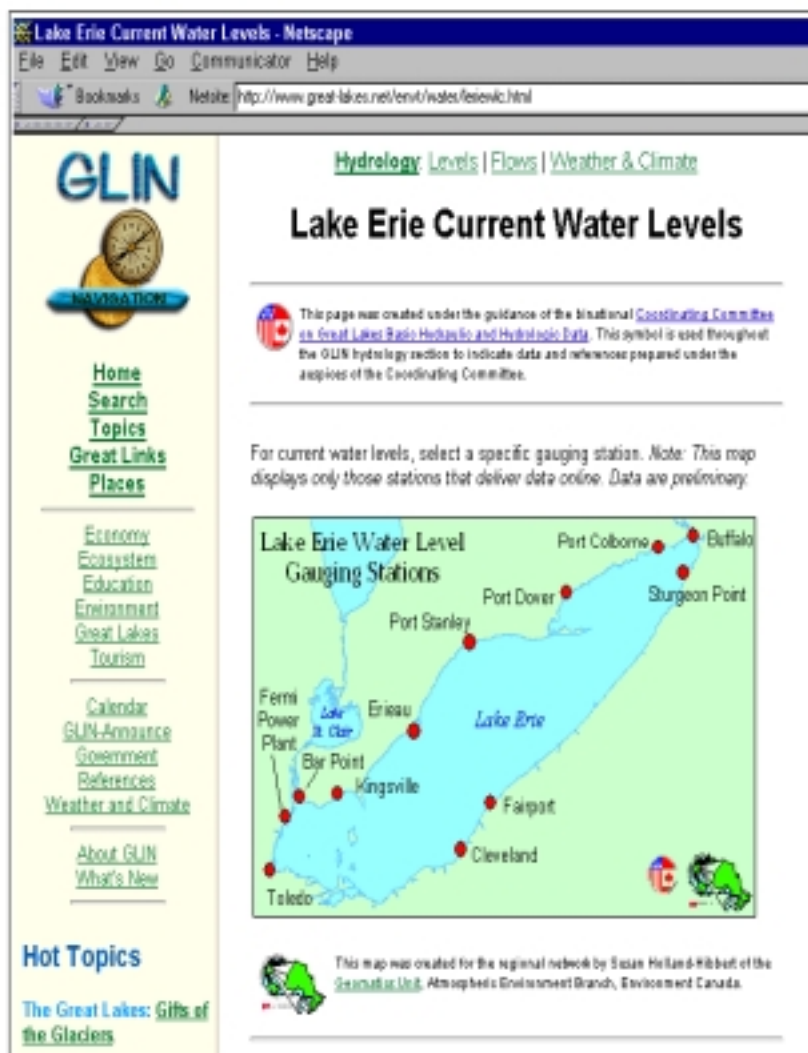 Lake Erie Current Water Levels - Netscape
File Edit View Go Communicator Help
Bookmarks Netsite: http://www.great-lakes.net/envt/water/leriewlc.html
GLIN
NAVIGATION
Home
Search
Topics
Great Links
Places
Economy
Ecosystem
Education
Environment
Great Lakes
Tourism
Calendar
GLIN-Announce
Government
References
Weather and Climate
About GLIN
What's New
Hot Topics
The Great Lakes: Gifts of
the Glaciers
Hydrology: Levels | Flows | Weather & Climate
Lake Erie Current Water Levels
This page was created under the guidance of the binational Coordinating Committee
on Great Lakes Basic Hydraulic and Hydrologic Data. This symbol is used throughout
the GLIN hydrology section to indicate data and references prepared under the
auspices of the Coordinating Committee.
For current water levels, select a specific gauging station. Note: This map
displays only those stations that deliver data online. Data are preliminary.
Lake Erie Water Level
Gauging Stations
Port Colborne
Buffalo
Port Dover
Sturgeon Point
Port Stanley
Fermi
Power
Plant
Lake
St. Clair
Erieau
Lake Erie
Bar Point
Kingsville
Fairport
Cleveland
Toledo
This map was created for the regional network by Susan Holland-Hibbert of the
Geomatics Unit, Atmospheric Environment Branch, Environment Canada.